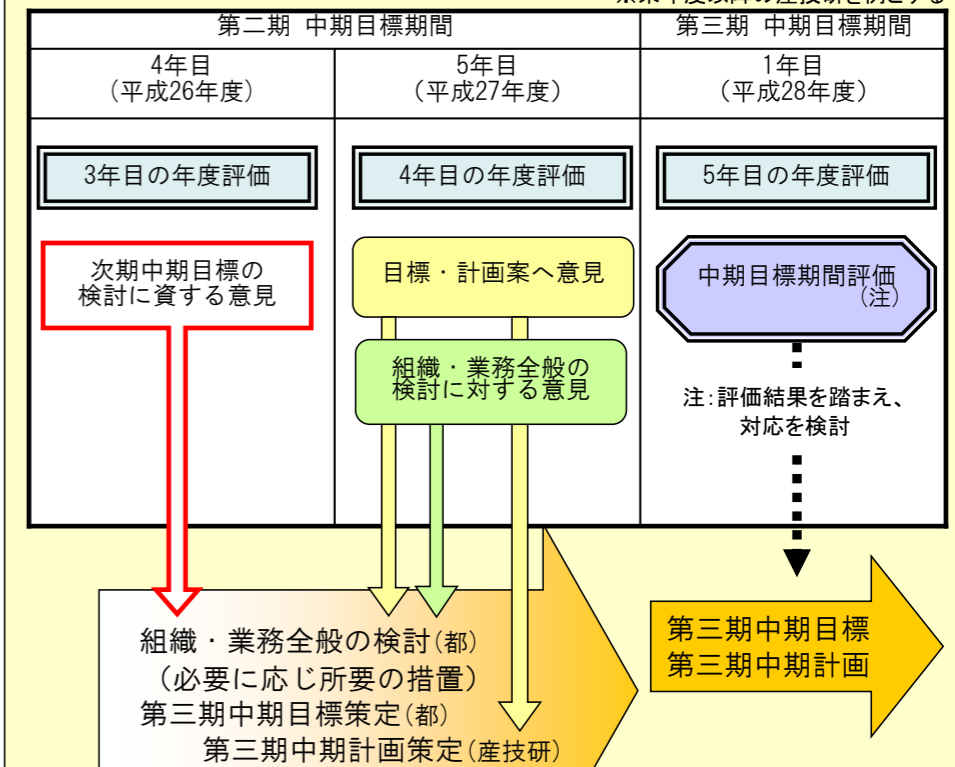 第二期 中期目標期間
第三期 中期目標期間
4年目
(平成26年度)
5年目
(平成27年度)
1年目
(平成28年度)
3年目の年度評価
4年目の年度評価
5年目の年度評価
次期中期目標の
検討に資する意見
目標・計画案へ意見
組織・業務全般の
検討に対する意見
中期目標期間評価
(注)
注:評価結果を踏まえ、
対応を検討
組織・業務全般の検討(都)
(必要に応じ所要の措置)
第三期中期目標策定(都)
第三期中期計画策定(産技研)
第三期中期目標
第三期中期計画